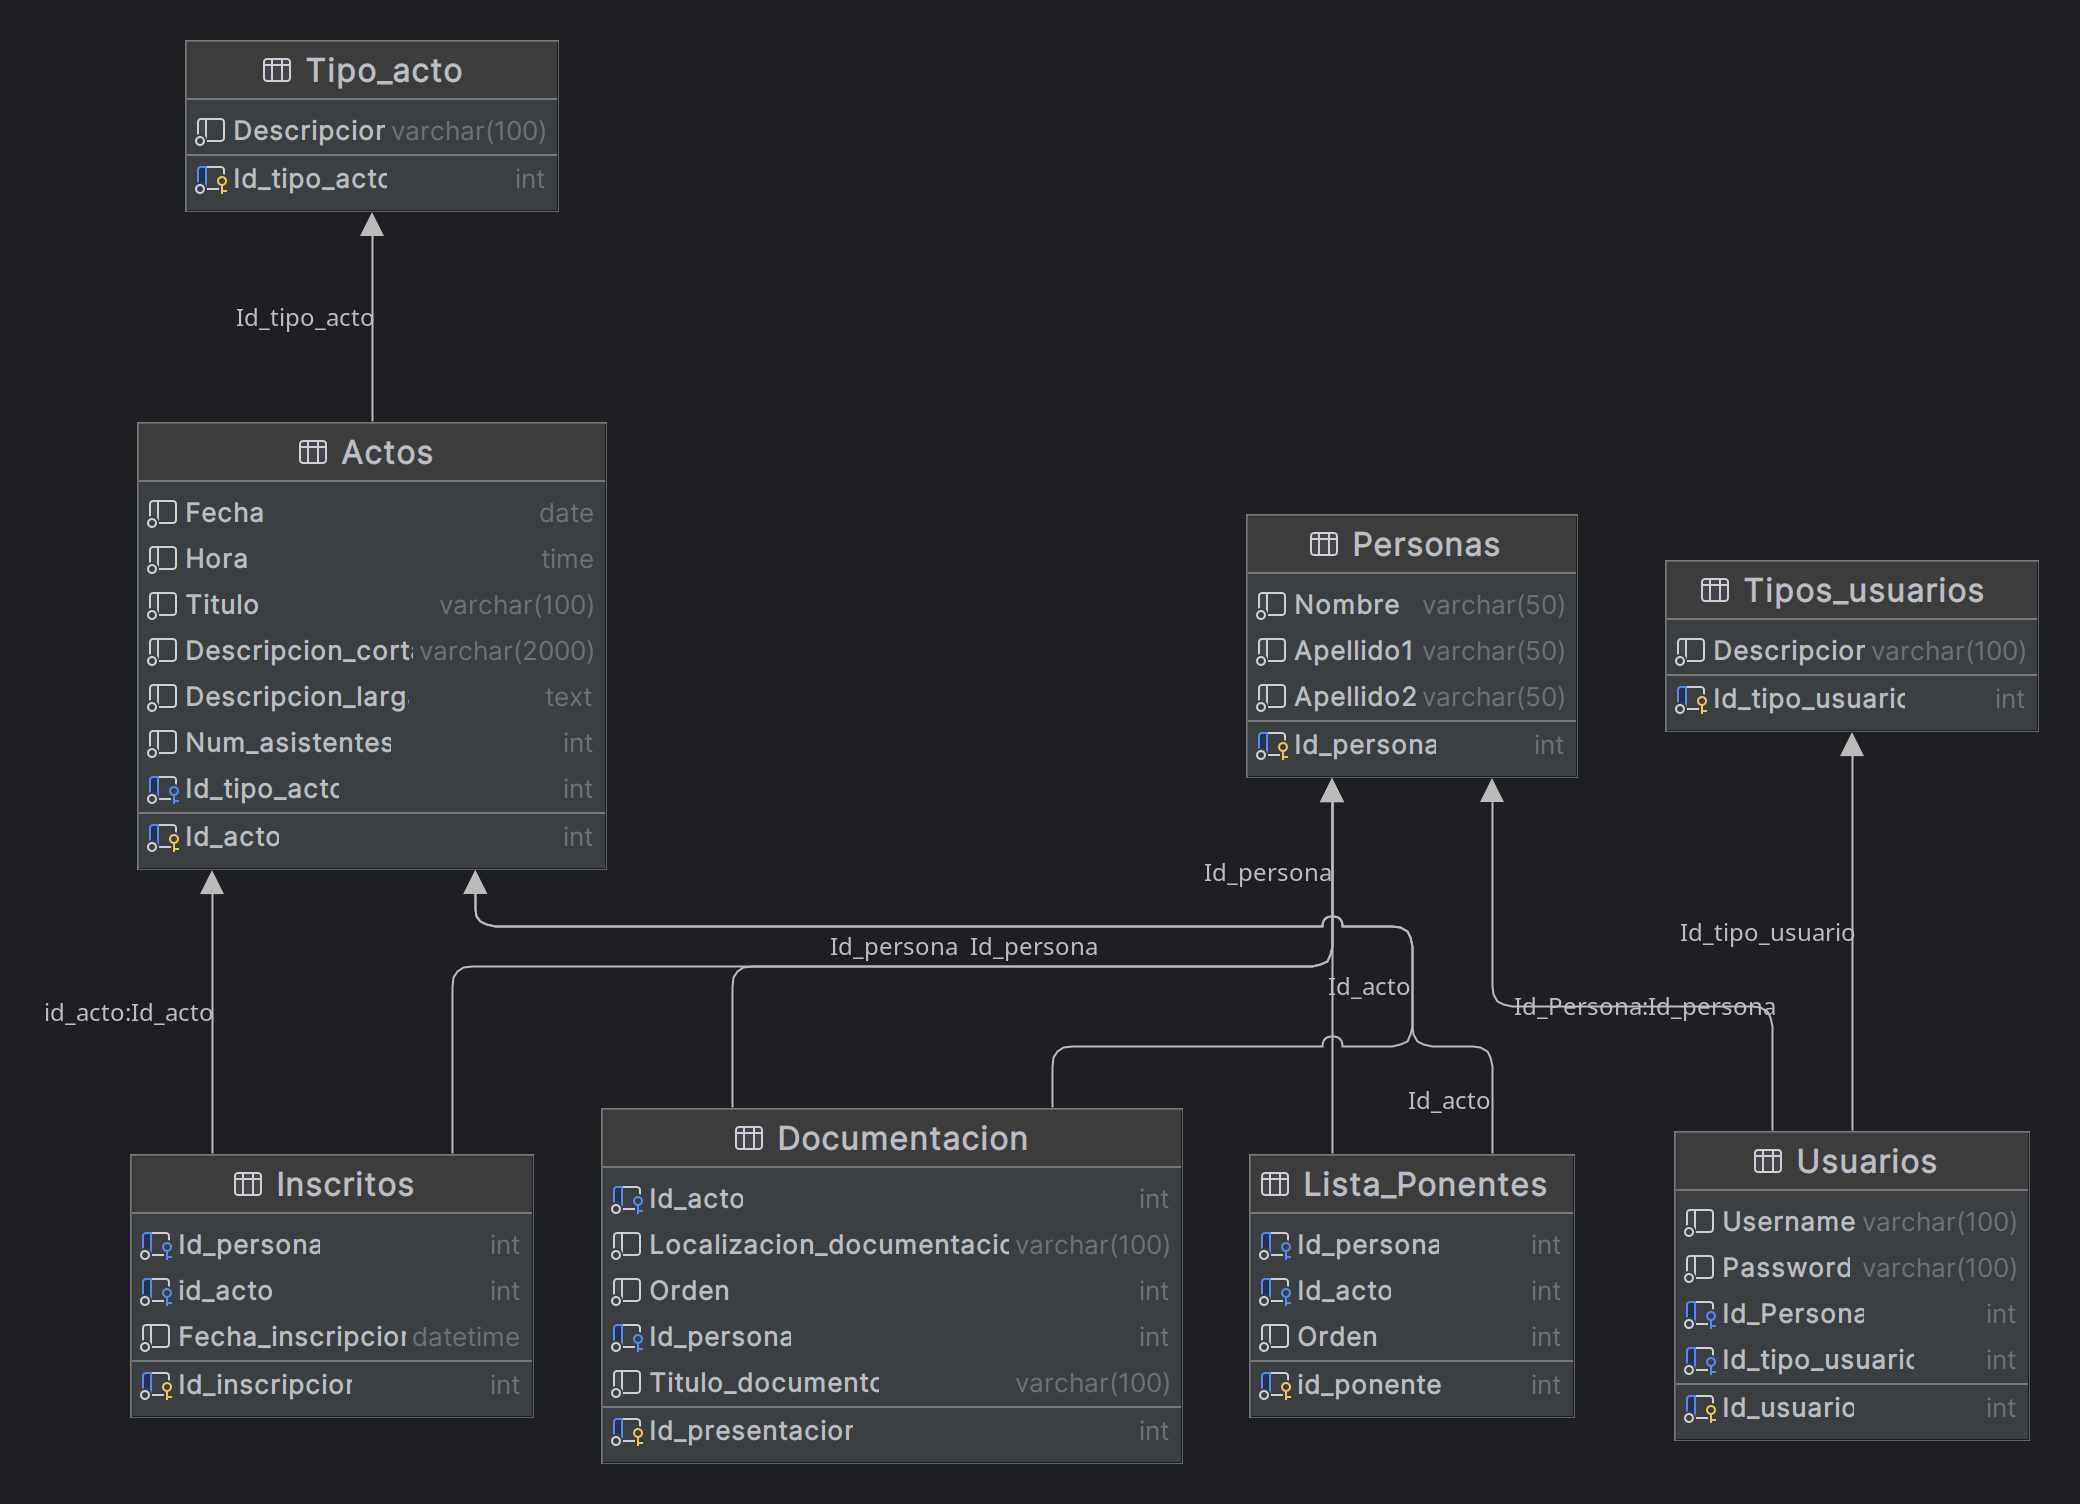 Tipo_acto
Descripcior varchar(100)
Id_tipo_actc int
Id_tipo_acto
Actos
Fecha date
Hora time
Titulo varchar(100)
Descripcion_cort varchar(2000)
Descripcion_larg text
Num_asistentes int
Id_tipo_actc int
Id_acto int
Personas
Nombre varchar(50)
Apellido1 varchar(50)
Apellido2 varchar(50)
Id_persona int
Tipos_usuarios
Descripcior varchar(100)
Id_tipo_usuaric int
Id_persona
Id_tipo_usuario
Id_persona Id_persona
Id_acto
id_acto:Id_acto
Id_Persona:Id_persona
Id_acto
Inscritos
Id_persona int
id_acto int
Fecha_inscripcior datetime
Id_inscripcior int
Documentacion
Id_acto int
Localizacion_documentacic varchar(100)
Orden int
Id_persona int
Titulo_documentc varchar(100)
Id_presentacior int
Lista_Ponentes
Id_persona int
Id_acto int
Orden int
id_ponente int
Usuarios
Username varchar(100)
Password varchar(100)
Id_Persona int
Id_tipo_usuaric int
Id_usuario int